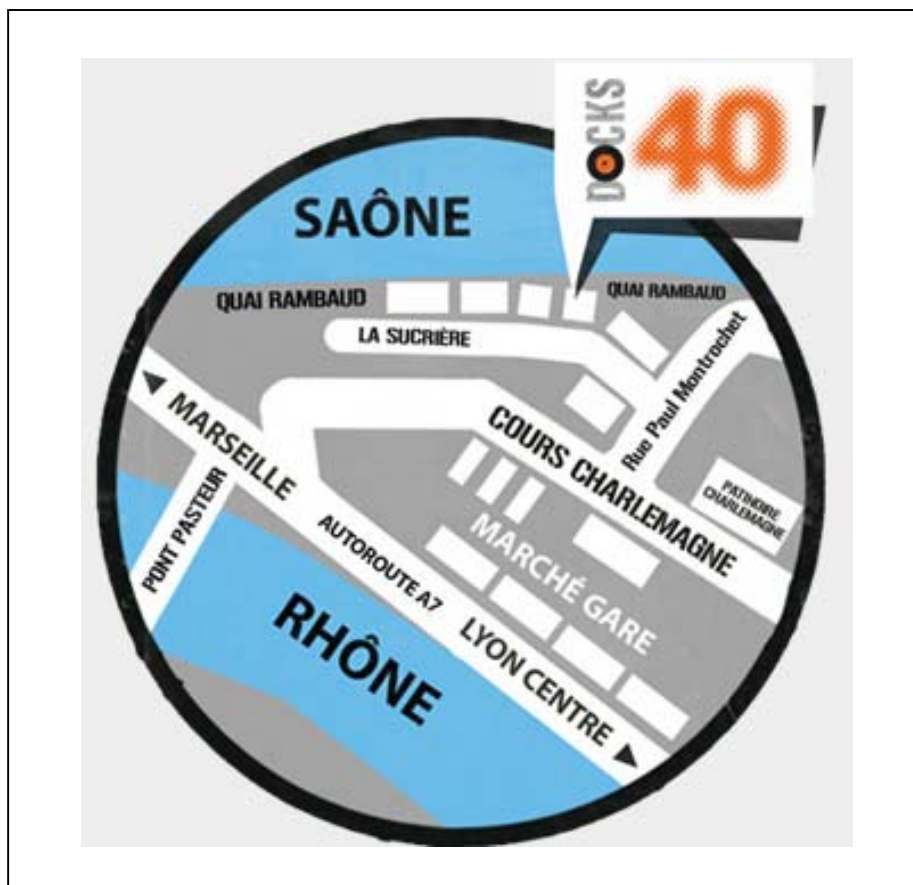 DOCKS
40
SAÔNE
QUAI RAMBAUD
QUAI RAMBAUD
LA SUCRIÈRE
Rue Paul Montrochet
MARSEILLE
COURS CHARLEMAGNE
PATINOIRE
CHARLEMAGNE
PONT PASTEUR
AUTOROUTE A7
MARCHÉ GARE
LYON CENTRE
RHÔNE